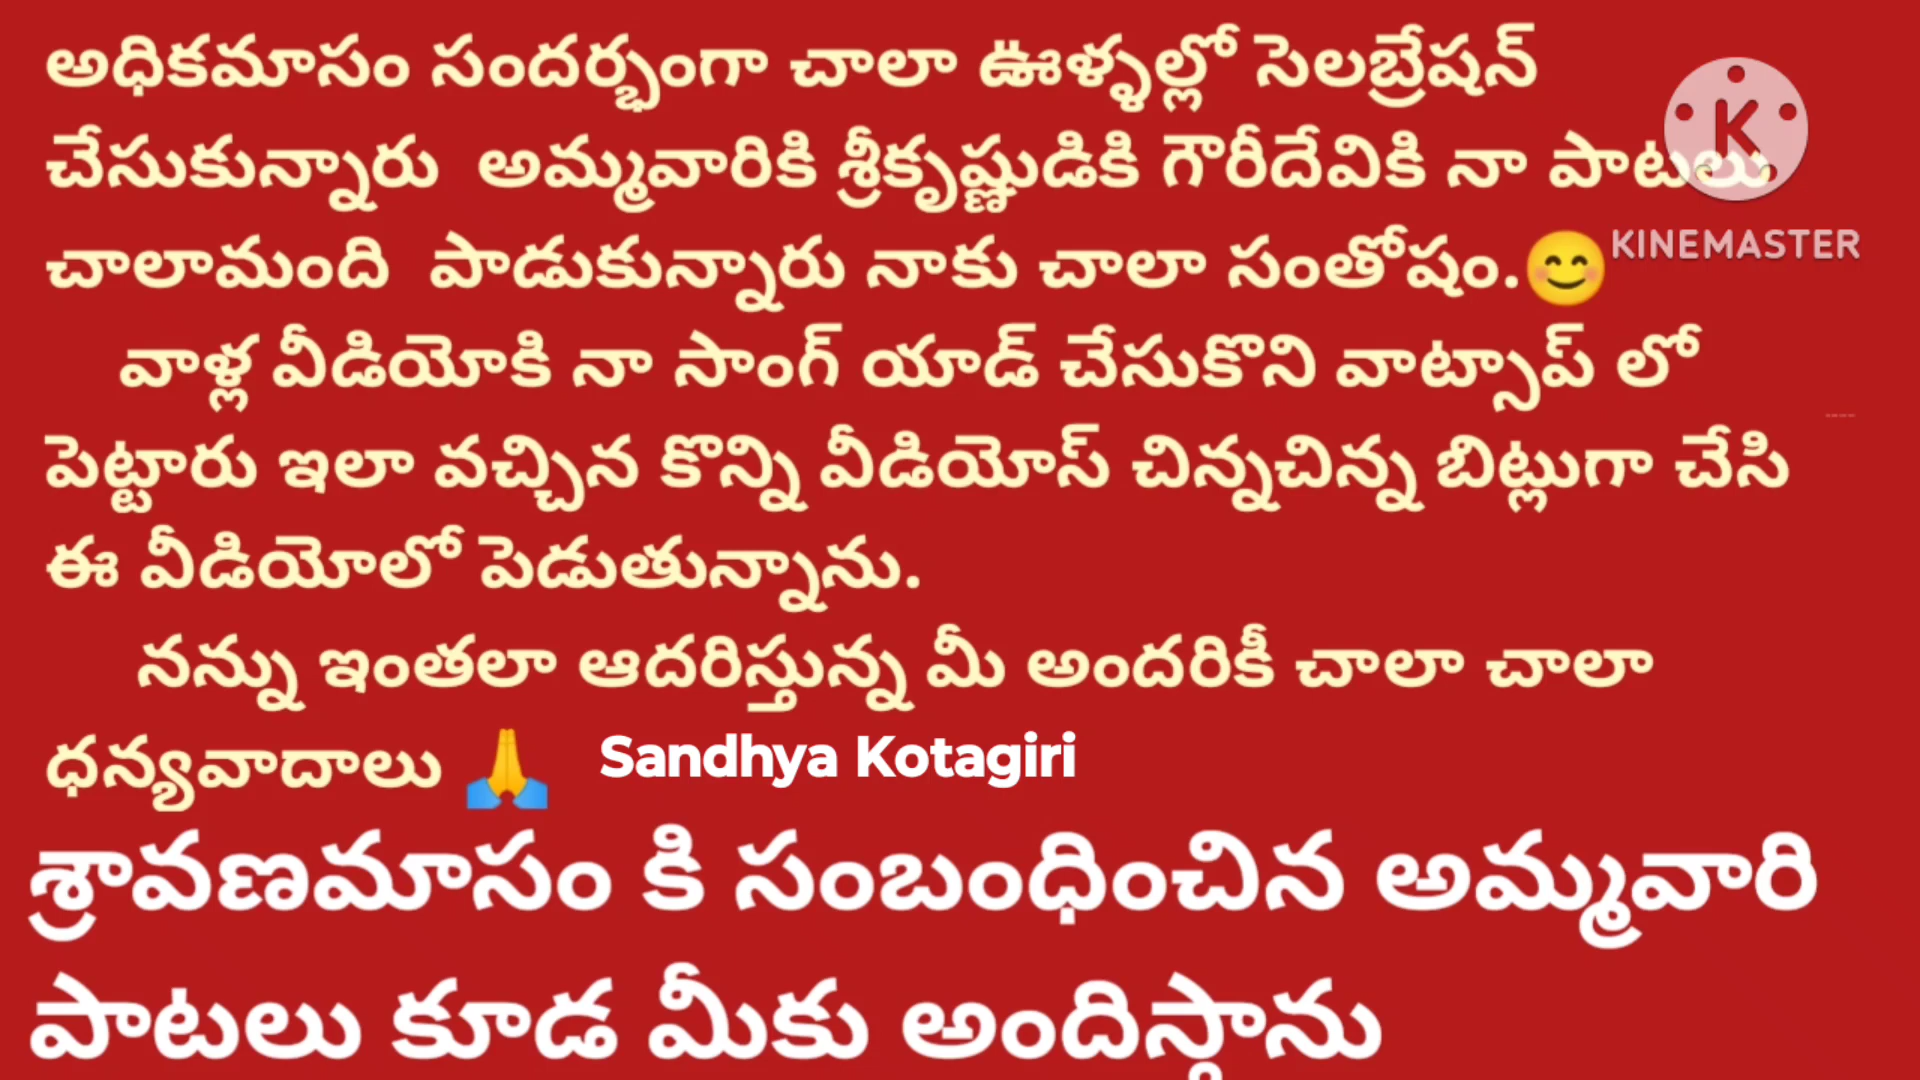 అధికమాసం సందర్భంగా చాలా ఊళ్ళల్లో సెలబ్రేషన్
చేసుకున్నారు అమ్మవారికి శ్రీకృష్ణుడికి గౌరీదేవికి నా పాటలు
చాలామంది పాడుకున్నారు నాకు చాలా సంతోషం.😊
K
KINEMASTER
వాళ్ల వీడియోకి నా సాంగ్ యాడ్ చేసుకొని వాట్సాప్ లో
పెట్టారు ఇలా వచ్చిన కొన్ని వీడియోస్ చిన్నచిన్న బిట్లుగా చేసి
ఈ వీడియోలో పెడుతున్నాను.
నన్ను ఇంతలా ఆదరిస్తున్న మీ అందరికీ చాలా చాలా
ధన్యవాదాలు 🙏 Sandhya Kotagiri
శ్రావణమాసం కి సంబంధించిన అమ్మవారి
పాటలు కూడ మీకు అందిస్తాను